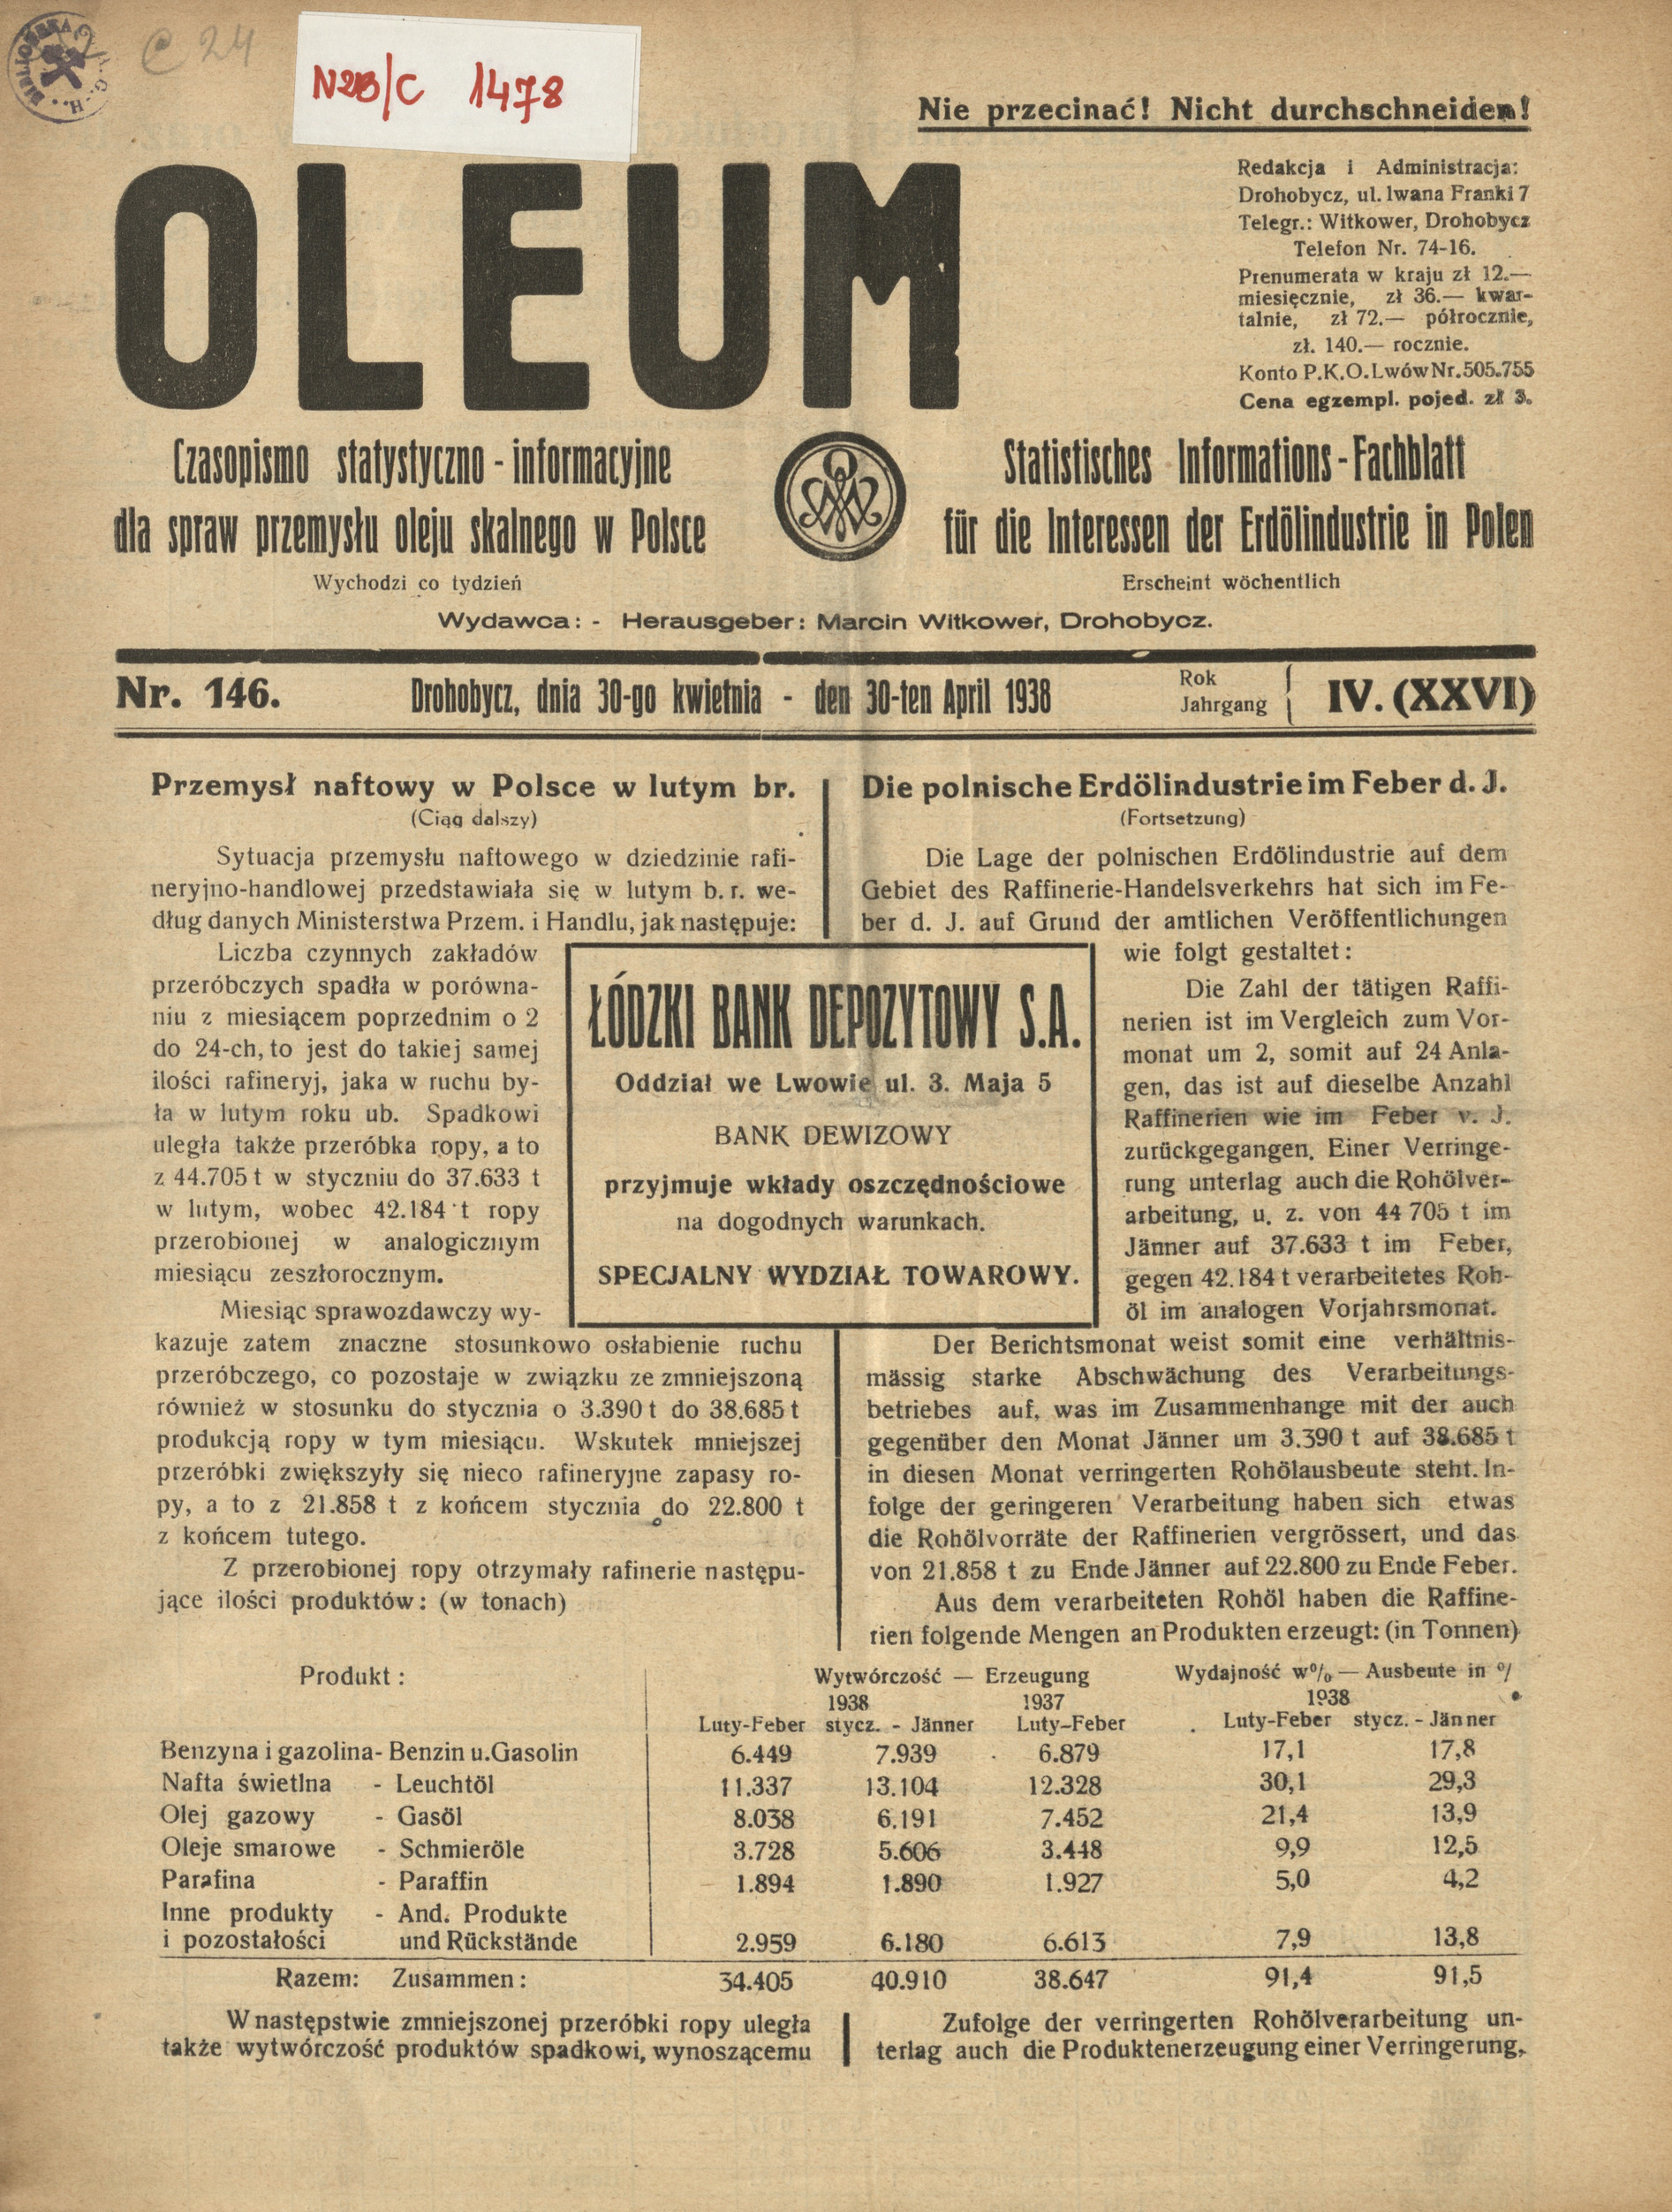 C 24
BIBLIOTEKA A.G.H.
N2B/C 1478
Nie przecinać! Nicht durchschneiden!
OLEUM
Redakcja i Administracja:
Drohobycz, ul. Iwana Franki 7
Telegr.: Witkower, Drohobycz
Telefon Nr. 74-16.
Prenumerata w kraju zł 12.—
miesięcznie, zł 36.— kwar-
talnie, zł 72.— półrocznie,
zł. 140.— rocznie.
Konto P.K.O. Lwów Nr. 505.755
Cena egzempl. pojed. zł 3.
Czasopismo statystyczno - informacyjne
dla spraw przemysłu oleju skalnego w Polsce
Wychodzi co tydzień
Statistisches Informations - Fachblatt
für die Interessen der Erdölindustrie in Polen
Erscheint wöchentlich
Wydawca: - Herausgeber: Marcin Witkower, Drohobycz.
Nr. 146. Drohobycz, dnia 30-go kwietnia - den 30-ten April 1938 Rok Jahrgang IV. (XXVI)
Przemysł naftowy w Polsce w lutym br.
(Ciąg dalszy)
Sytuacja przemysłu naftowego w dziedzinie rafi-
neryjno-handlowej przedstawiała się w lutym b. r. we-
dług danych Ministerstwa Przem. i Handlu, jak następuje:
Liczba czynnych zakładów
przeróbczych spadła w porówna-
niu z miesiącem poprzednim o 2
do 24-ch, to jest do takiej samej
ilości rafineryj, jaka w ruchu by-
ła w lutym roku ub. Spadkowi
uległa także przeróbka ropy, a to
z 44.705 t w styczniu do 37.633 t
w lutym, wobec 42.184 t ropy
przerobionej w analogicznym
miesiącu zeszłorocznym.
Miesiąc sprawozdawczy wy-
kazuje zatem znaczne stosunkowo osłabienie ruchu
przeróbczego, co pozostaje w związku ze zmniejszoną
również w stosunku do stycznia o 3.390 t do 38.685 t
produkcją ropy w tym miesiącu. Wskutek mniejszej
przeróbki zwiększyły się nieco rafineryjne zapasy ro-
py, a to z 21.858 t z końcem stycznia do 22.800 t
z końcem tutego.
Z przerobionej ropy otrzymały rafinerie następu-
jące ilości produktów: (w tonach)
ŁÓDZKI BANK DEPOZYTOWY S.A.
Oddział we Lwowie ul. 3. Maja 5
BANK DEWIZOWY
przyjmuje wkłady oszczędnościowe
na dogodnych warunkach.
SPECJALNY WYDZIAŁ TOWAROWY.
Die polnische Erdölindustrie im Feber d. J.
(Fortsetzung)
Die Lage der polnischen Erdölindustrie auf dem
Gebiet des Raffinerie-Handelsverkehrs hat sich im Fe-
ber d. J. auf Grund der amtlichen Veröffentlichungen
wie folgt gestaltet:
Die Zahl der tätigen Raffi-
nerien ist im Vergleich zum Vor-
monat um 2, somit auf 24 Anla-
gen, das ist auf dieselbe Anzahl
Raffinerien wie im Feber v. J.
zurückgegangen. Einer Verringe-
rung unterlag auch die Rohölver-
arbeitung, u. z. von 44 705 t im
Jänner auf 37.633 t im Feber,
gegen 42.184 t verarbeitetes Roh-
öl im analogen Vorjahrsmonat.
Der Berichtsmonat weist somit eine verhältnis-
mässig starke Abschwächung des Verarbeitungs-
betriebes auf, was im Zusammenhange mit der auch
gegenüber den Monat Jänner um 3.390 t auf 38.685 t
in diesen Monat verringerten Rohölausbeute steht. In-
folge der geringeren Verarbeitung haben sich etwas
die Rohölvorräte der Raffinerien vergrössert, und das
von 21.858 t zu Ende Jänner auf 22.800 zu Ende Feber.
Aus dem verarbeiteten Rohöl haben die Raffine-
rien folgende Mengen an Produkten erzeugt: (in Tonnen)
Produkt: Wytwórczość — Erzeugung Wydajność w% — Ausbeute in %
1938 1937 1938
Luty-Feber stycz. - Jänner Luty-Feber Luty-Feber stycz. - Jänner
Benzyna i gazolina - Benzin u. Gasolin 6.449 7.939 6.879 17,1 17,8
Nafta świetlna - Leuchtöl 11.337 13.104 12.328 30,1 29,3
Olej gazowy - Gasöl 8.038 6.191 7.452 21,4 13,9
Oleje smarowe - Schmieröle 3.728 5.606 3.448 9,9 12,5
Parafina - Paraffin 1.894 1.890 1.927 5,0 4,2
Inne produkty - And. Produkte
i pozostałości und Rückstände 2.959 6.180 6.613 7,9 13,8
Razem: Zusammen: 34.405 40.910 38.647 91,4 91,5
W następstwie zmniejszonej przeróbki ropy uległa
także wytwórczość produktów spadkowi, wynoszącemu
Zufolge der verringerten Rohölverarbeitung un-
terlag auch die Produktenerzeugung einer Verringerung,